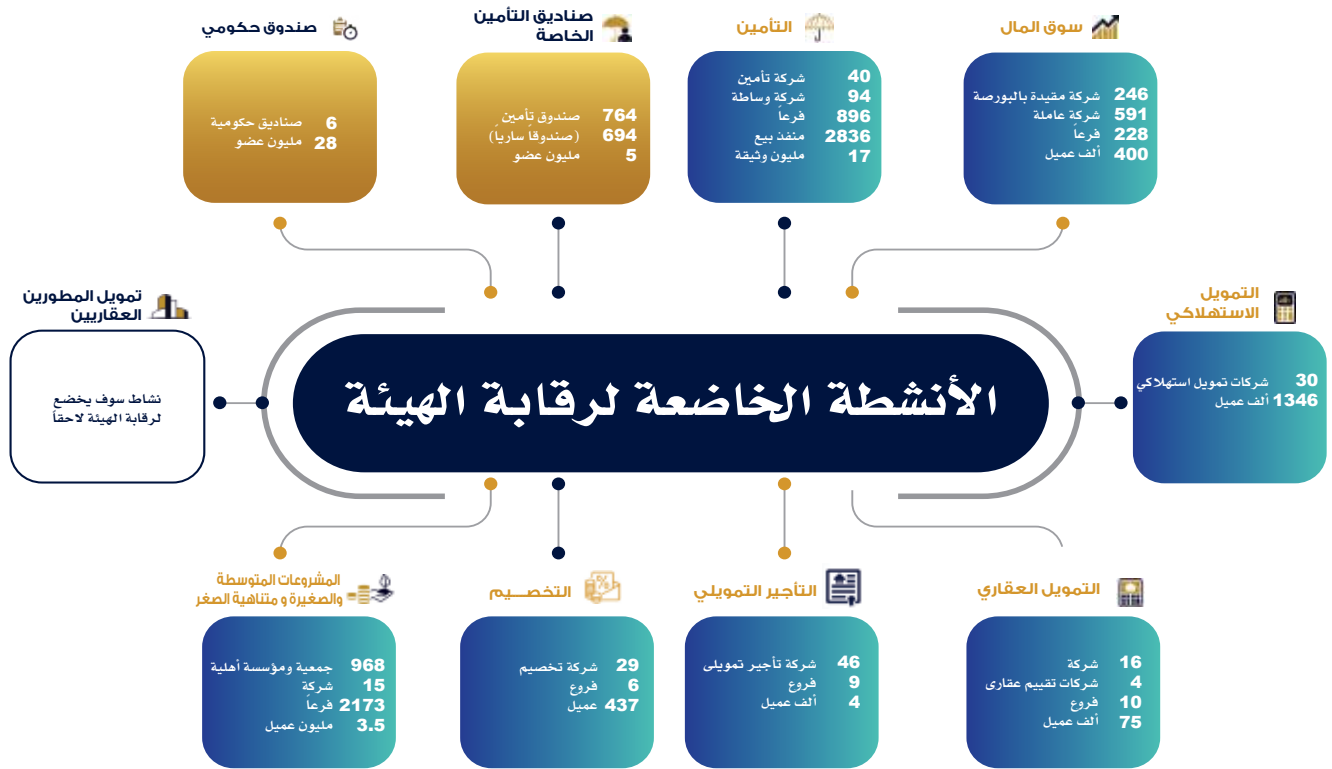 سوق المال
246 شركة مقيدة بالبورصة
591 شركة عاملة
228 فرعاً
400 ألف عميل
التأمين
40 شركة تأمين
94 شركة وساطة
896 فرعاً
2836 منفذ بيع
17 مليون وثيقة
صناديق التأمين
الخاصة
764 صندوق تأمين
694 (صندوقاً سارياً)
5 مليون عضو
صندوق حكومي
6 صناديق حكومية
28 مليون عضو
التمويل
الاستهلاكي
30 شركات تمويل استهلاكي
1346 ألف عميل
الأنشطة الخاضعة لرقابة الهيئة
تمويل المطورين
العقاريين
نشاط سوف يخضع
لرقابة الهيئة لاحقاً
التمويل العقاري
16 شركة
4 شركات تقييم عقارى
10 فروع
75 ألف عميل
التأجير التمويلي
46 شركة تأجير تمويلى
9 فروع
4 ألف عميل
التخصـــيم
29 شركة تخصيم
6 فروع
437 عميل
المشروعات المتوسطة
والصغيرة و متناهية الصغر
968 جمعية ومؤسسة أهلية
15 شركة
2173 فرعاً
3.5 مليون عميل